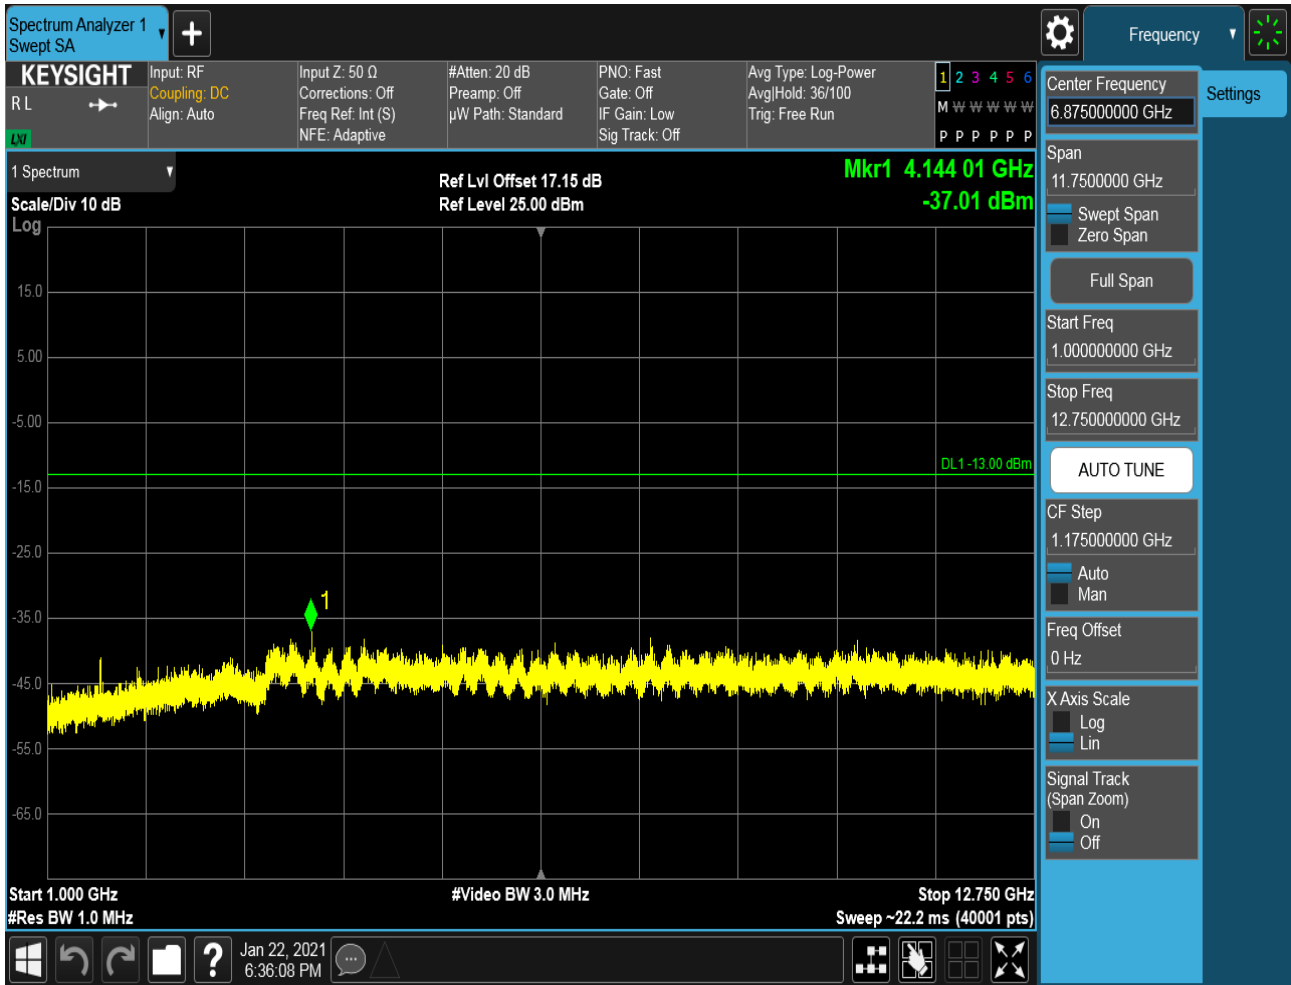 Spectrum Analyzer 1
Swept SA
+
Frequency
KEYSIGHT
R L
LXI
Input: RF
Coupling: DC
Align: Auto
Input Z: 50 Ω
Corrections: Off
Freq Ref: Int (S)
NFE: Adaptive
#Atten: 20 dB
Preamp: Off
µW Path: Standard
PNO: Fast
Gate: Off
IF Gain: Low
Sig Track: Off
Avg Type: Log-Power
Avg|Hold: 36/100
Trig: Free Run
1 2 3 4 5 6
M W W W W W
P P P P P P
Center Frequency
6.875000000 GHz
Settings
Span
11.7500000 GHz
Swept Span
Zero Span
Full Span
Start Freq
1.000000000 GHz
Stop Freq
12.750000000 GHz
AUTO TUNE
CF Step
1.175000000 GHz
Auto
Man
Freq Offset
0 Hz
X Axis Scale
Log
Lin
Signal Track
(Span Zoom)
On
Off
1 Spectrum
Scale/Div 10 dB
Log
Ref Lvl Offset 17.15 dB
Ref Level 25.00 dBm
Mkr1 4.144 01 GHz
-37.01 dBm
15.0
5.00
-5.00
DL1 -13.00 dBm
-15.0
-25.0
1
-35.0
-45.0
-55.0
-65.0
Start 1.000 GHz
#Video BW 3.0 MHz
Stop 12.750 GHz
#Res BW 1.0 MHz
Sweep ~22.2 ms (40001 pts)
?
Jan 22, 2021
6:36:08 PM